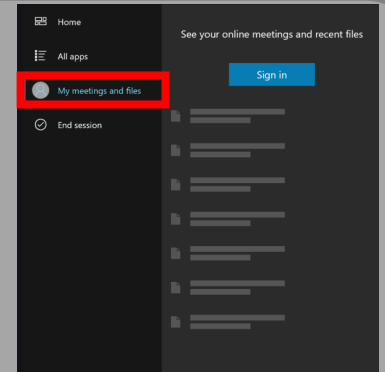 Home
All apps
My meetings and files
End session
See your online meetings and recent files
Sign in